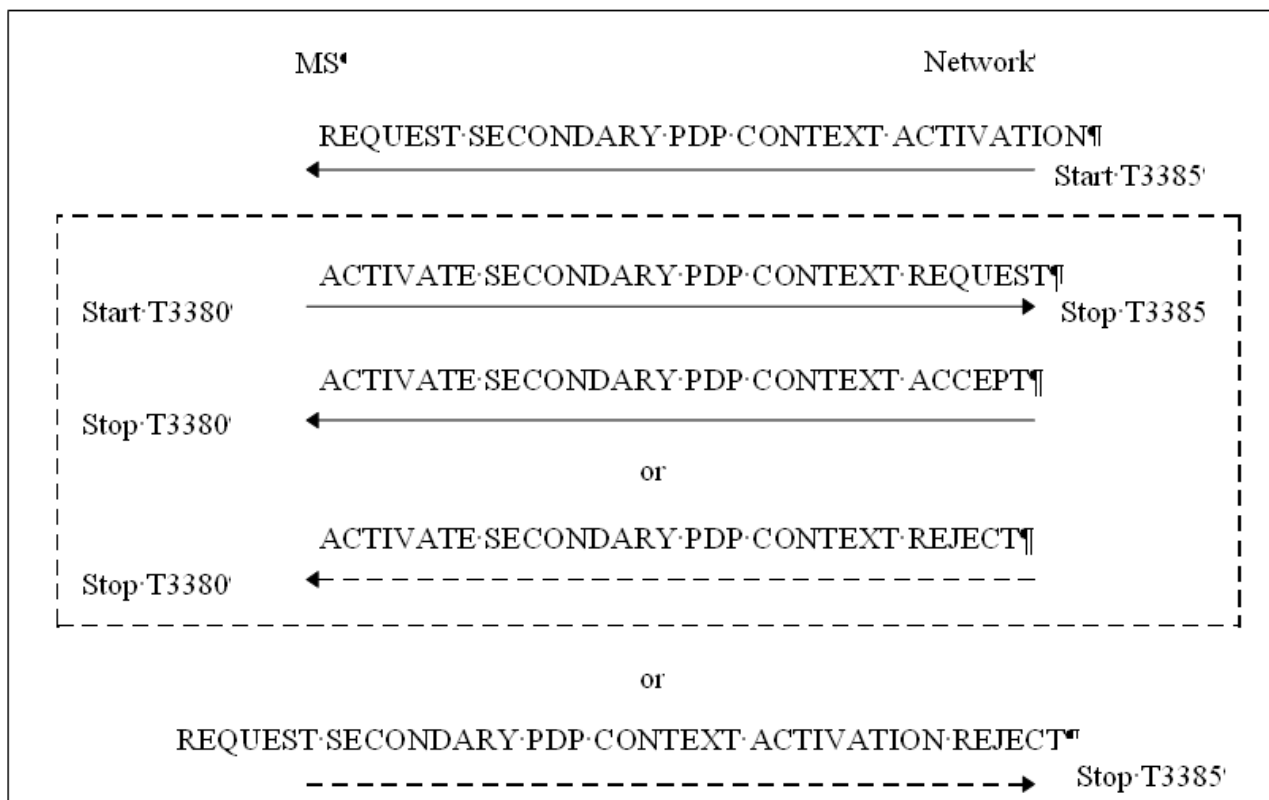 MS¶ Network
REQUEST·SECONDARY·PDP·CONTEXT·ACTIVATION¶
Start·T3385
ACTIVATE·SECONDARY·PDP·CONTEXT·REQUEST¶
Start·T3380 Stop·T3385
ACTIVATE·SECONDARY·PDP·CONTEXT·ACCEPT¶
Stop·T3380
or
ACTIVATE·SECONDARY·PDP·CONTEXT·REJECT¶
Stop·T3380
or
REQUEST·SECONDARY·PDP·CONTEXT·ACTIVATION·REJECT¶
Stop·T3385